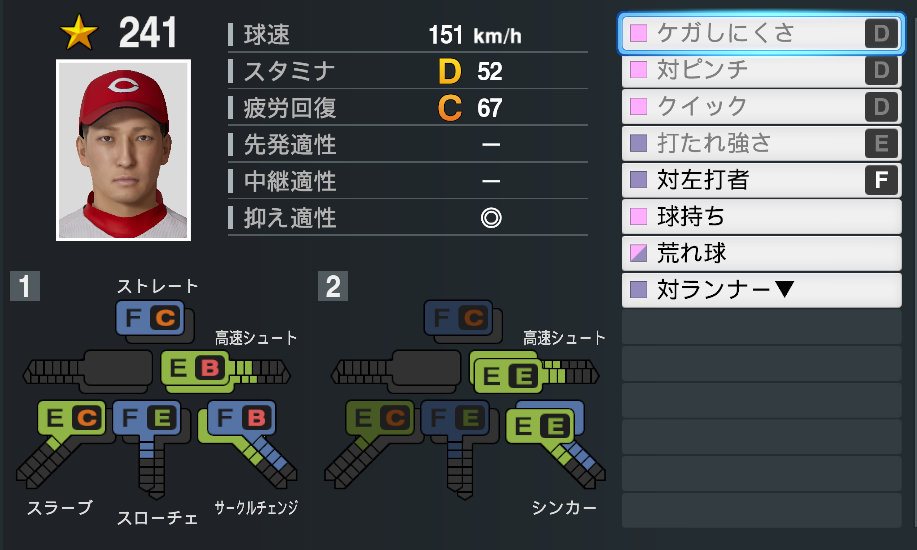 ★ 241
球速 151 km/h
スタミナ D 52
疲労回復 C 67
先発適性 ー
中継適性 ー
抑え適性 ◎
ケガしにくさ D
対ピンチ D
クイック D
打たれ強さ E
対左打者 F
球持ち
荒れ球
対ランナー▼
1
ストレート
F C
高速シュート
E B
E C
F E
F B
スラーブ
スローチェ
サークルチェンジ
2
F C
高速シュート
E E
E C
F E
E E
シンカー